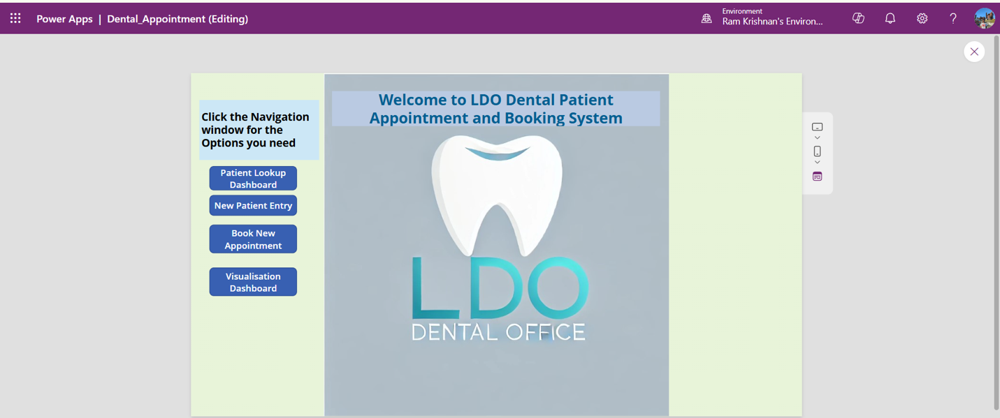 Power Apps | Dental_Appointment (Editing)
Environment
Ram Krishnan's Environ...
Welcome to LDO Dental Patient
Appointment and Booking System
Click the Navigation
window for the
Options you need
Patient Lookup
Dashboard
New Patient Entry
Book New
Appointment
Visualisation
Dashboard
LDO
DENTAL OFFICE